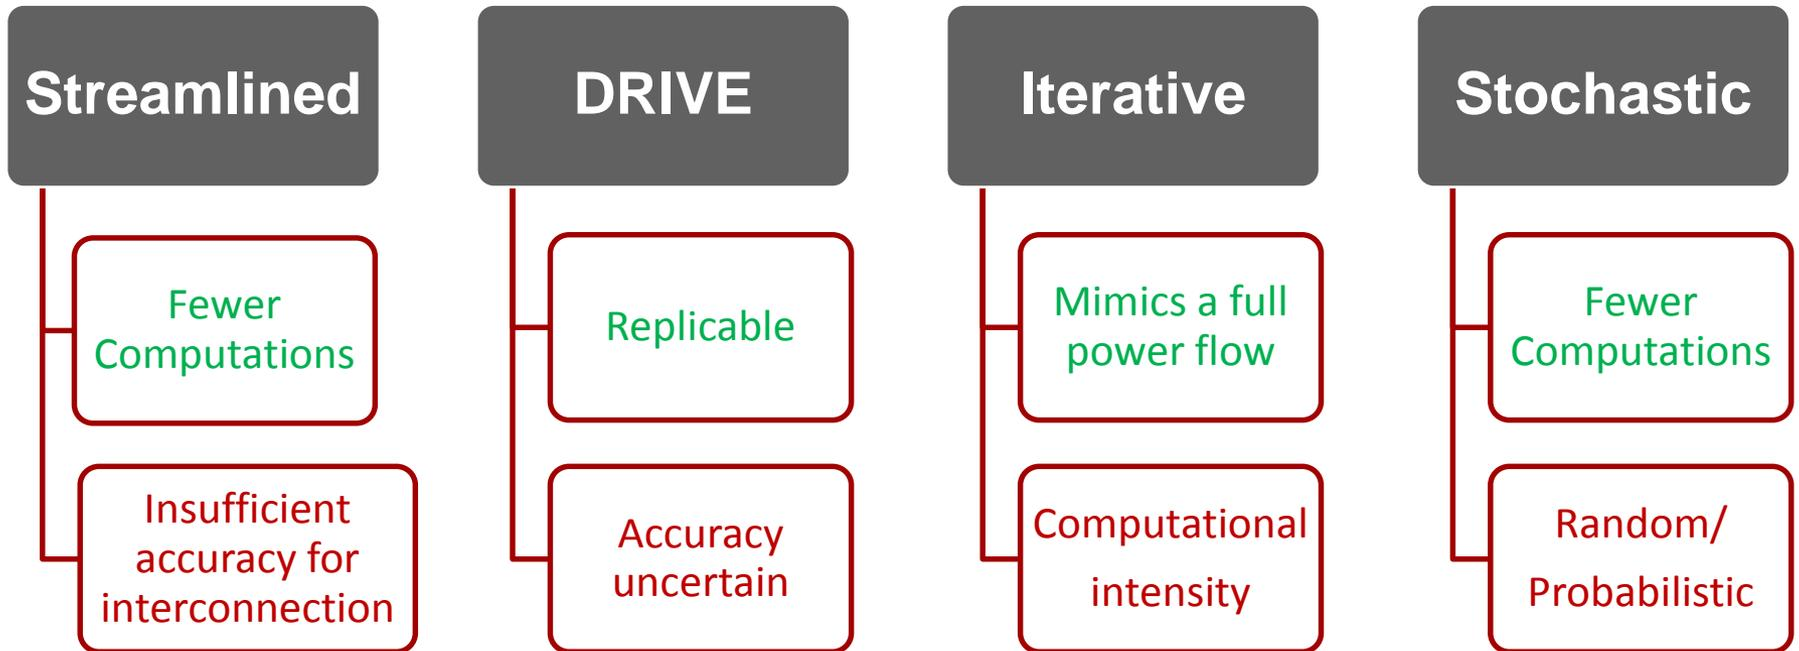 Streamlined
Fewer
Computations
Insufficient
accuracy for
interconnection
DRIVE
Replicable
Accuracy
uncertain
Iterative
Mimics a full
power flow
Computational
intensity
Stochastic
Fewer
Computations
Random/
Probabilistic